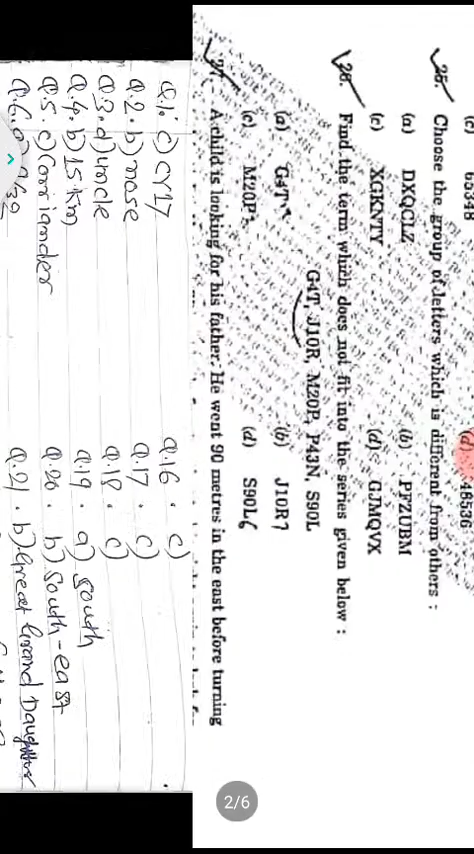 (c) 65348 (d) 48536
25. Choose the group of letters which is different from others :
(a) DXQCLZ (b) PFZUBM
(c) XGKNTY (d) GJMQVX
26. Find the term which does not fit into the series given below :
G4T, J10R, M20P, P43N, S90L
(a) G4T (b) J10R
(c) M20P (d) S90L
27. A child is looking for his father. He went 90 metres in the east before turning
Q.1. c) CY17 Q.16. c)
Q.2. b) nose Q.17. c)
Q.3. d) uncle Q.18. c)
Q.4. b) 15 km Q.19. a) South
Q.5. c) Corriander Q.20. b) South-east
Q.6. Q.21. b) Great Grand Daughter
2/6